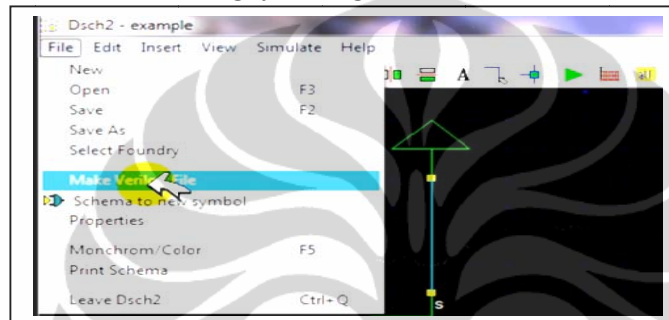 Dsch2 - example
File Edit Insert View Simulate Help
A
New
Open F3
Save F2
Save As
Select Foundry
Make Verilog File
Schema to new symbol
Properties
Monchrom/Color F5
Print Schema
Leave Dsch2 Ctrl+Q
s